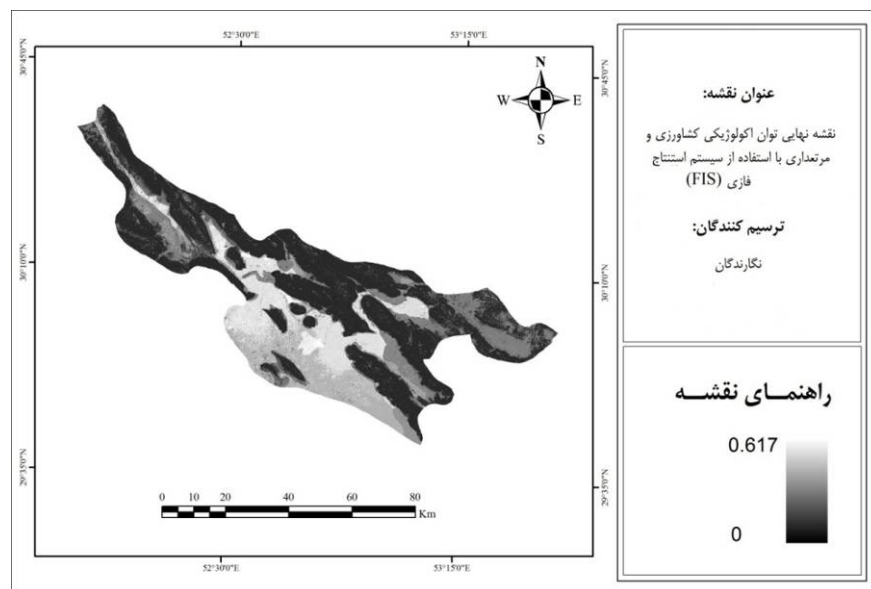 52°30'0"E
53°15'0"E
30°45'0"N
30°45'0"N
N
W
E
S
30°10'0"N
30°10'0"N
29°35'0"N
29°35'0"N
0 10 20 40 60 80
Km
52°30'0"E
53°15'0"E
عنوان نقشه:
نقشه نهایی توان اکولوژیکی کشاورزی و
مرتعداری با استفاده از سیستم استنتاج
فازی (FIS)
ترسیم کنندگان:
نگارندگان
راهنمـــای نقشـــه
0.617
0